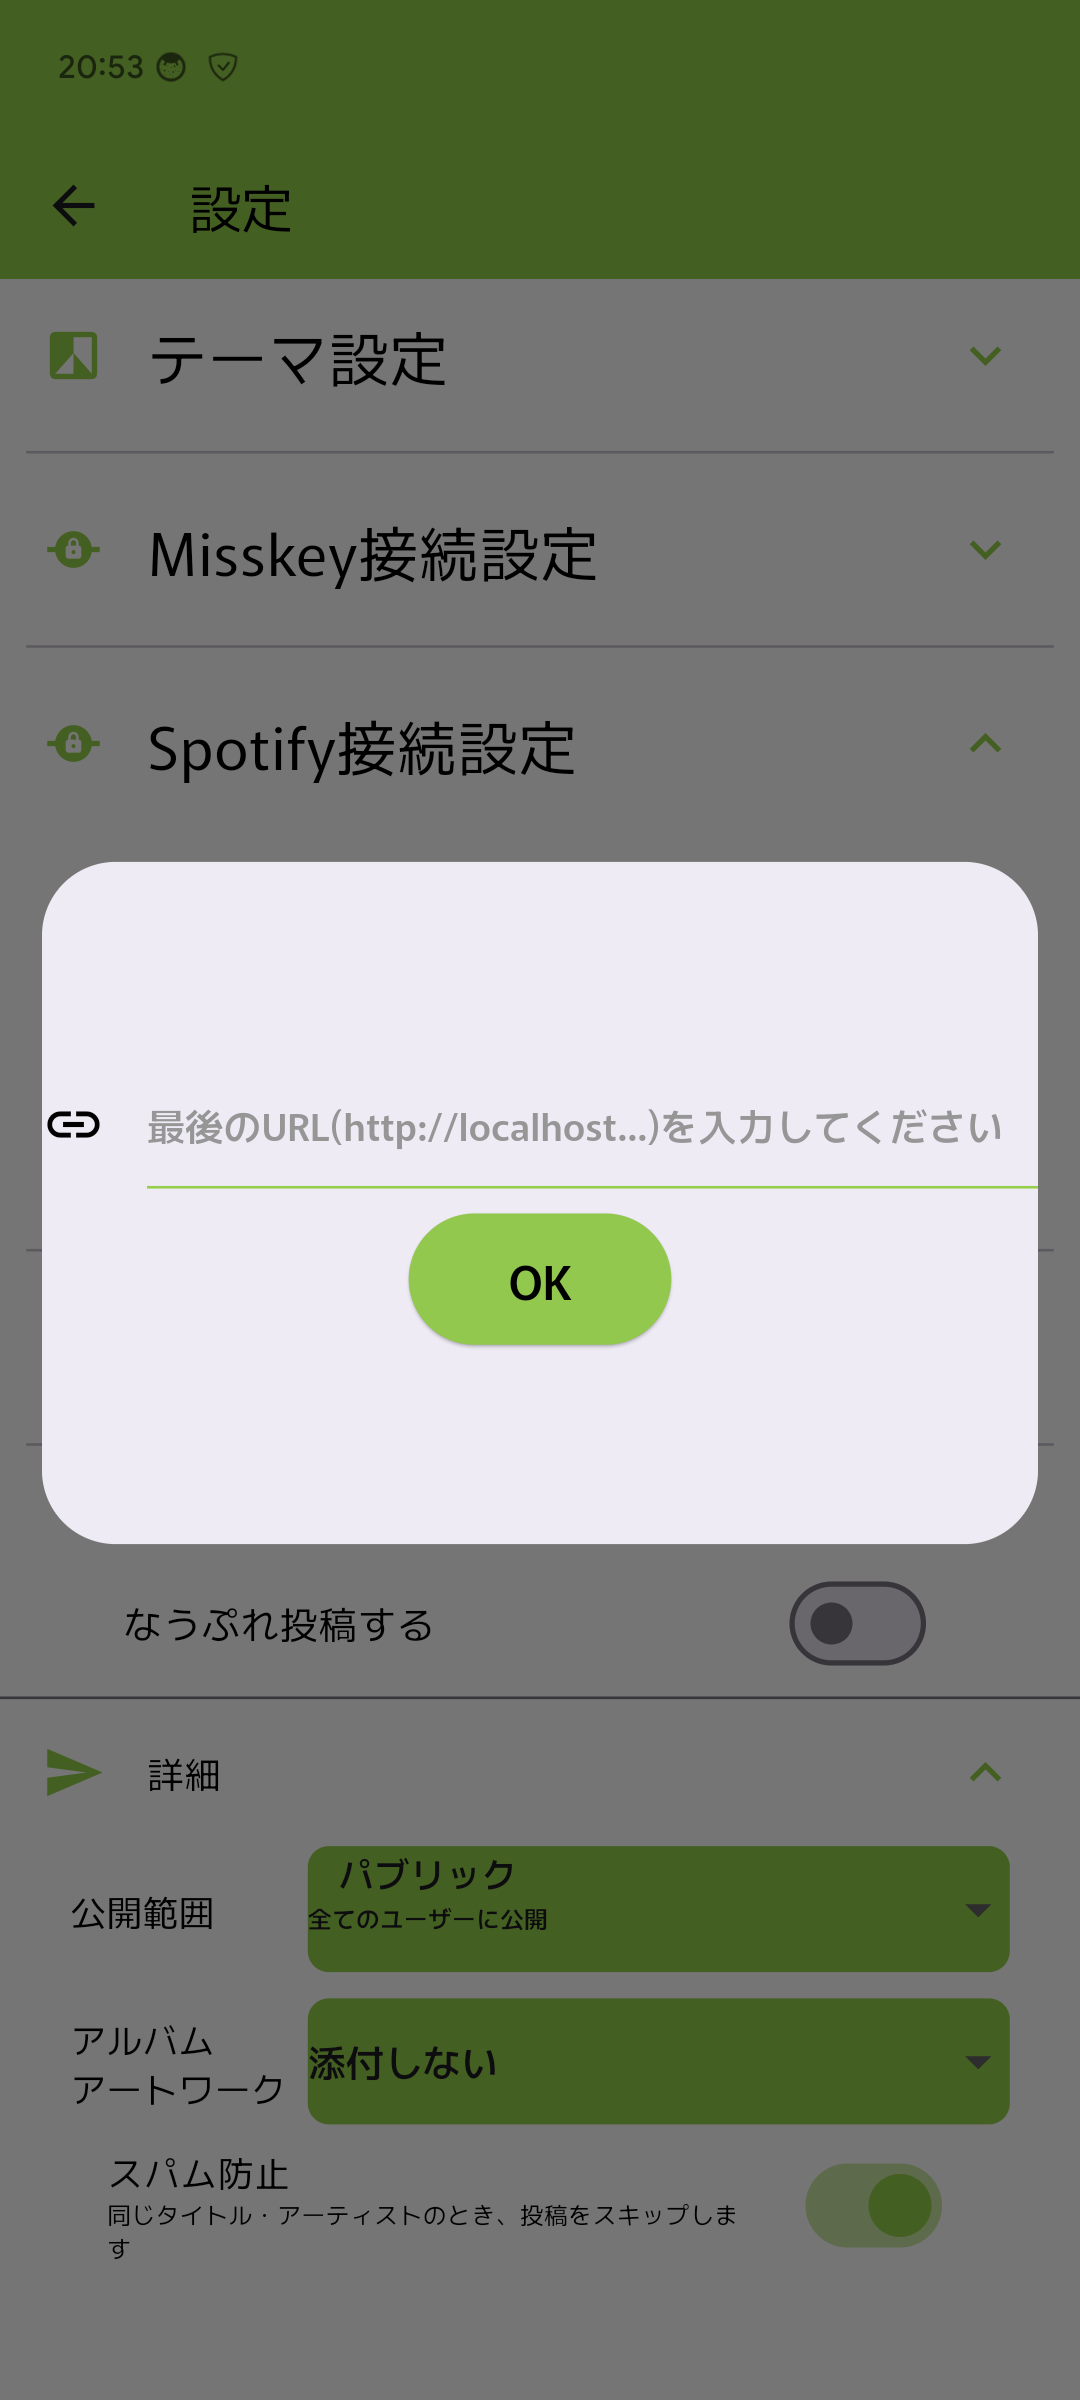 20:53
設定
テーマ設定
Misskey接続設定
Spotify接続設定
最後のURL(http://localhost...)を入力してください
OK
なうぷれ投稿する
詳細
公開範囲
パブリック
全てのユーザーに公開
アルバム
アートワーク
添付しない
スパム防止
同じタイトル・アーティストのとき、投稿をスキップしま
す